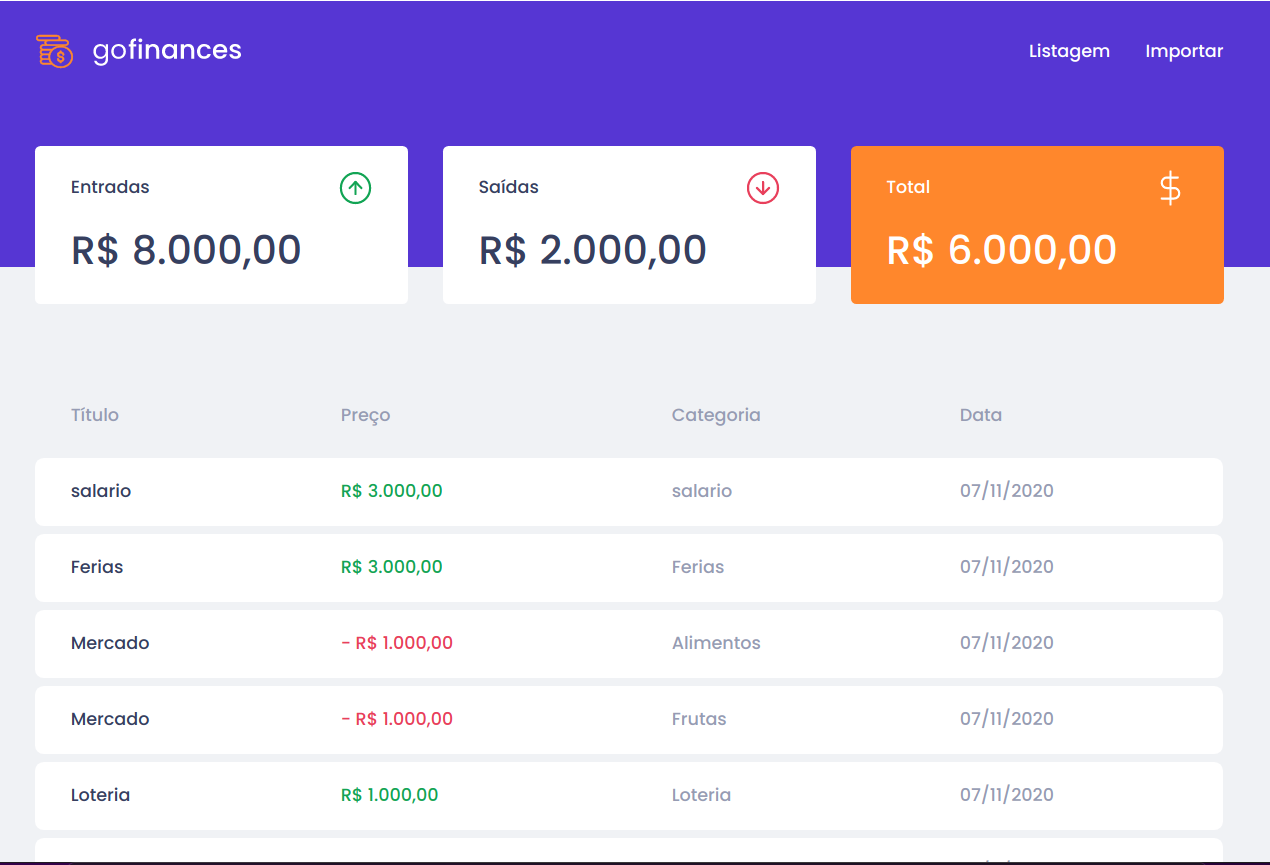 gofinances Listagem Importar
Entradas Saídas Total $
R$ 8.000,00 R$ 2.000,00 R$ 6.000,00
Título Preço Categoria Data
salario R$ 3.000,00 salario 07/11/2020
Ferias R$ 3.000,00 Ferias 07/11/2020
Mercado - R$ 1.000,00 Alimentos 07/11/2020
Mercado - R$ 1.000,00 Frutas 07/11/2020
Loteria R$ 1.000,00 Loteria 07/11/2020